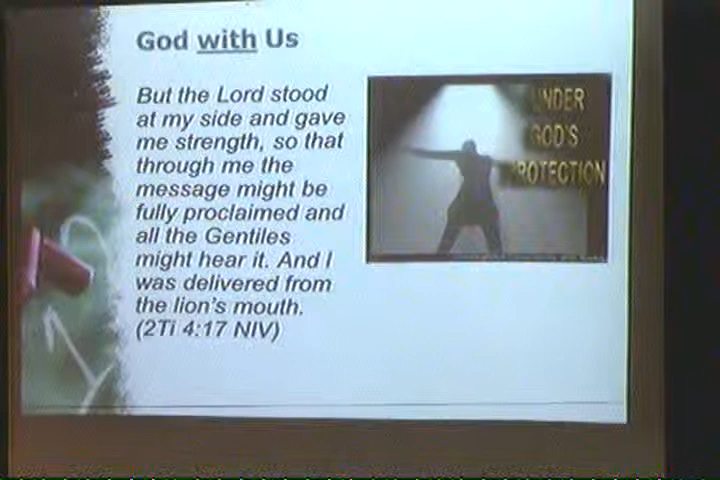 God with Us
But the Lord stood
at my side and gave
me strength, so that
through me the
message might be
fully proclaimed and
all the Gentiles
might hear it. And I
was delivered from
the lion's mouth.
(2Ti 4:17 NIV)
UNDER
GOD'S
PROTECTION